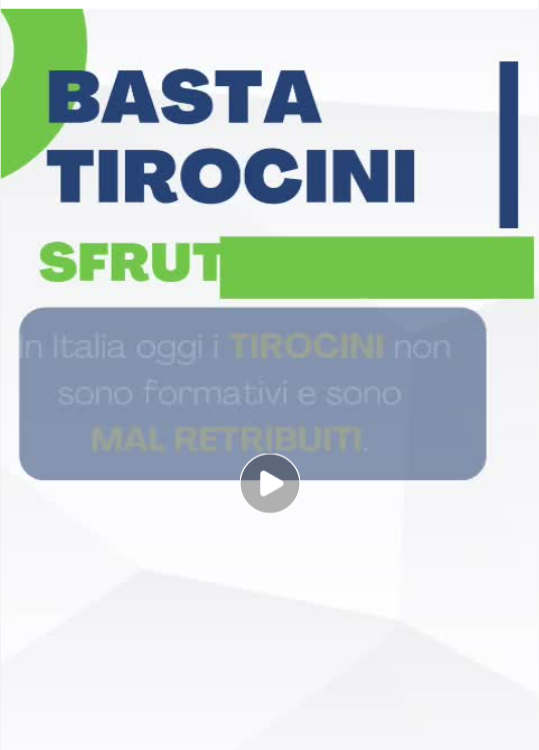 BASTA
TIROCINI
SFRUT
In Italia oggi i TIROCINI non
sono formativi e sono
MAL RETRIBUITI.